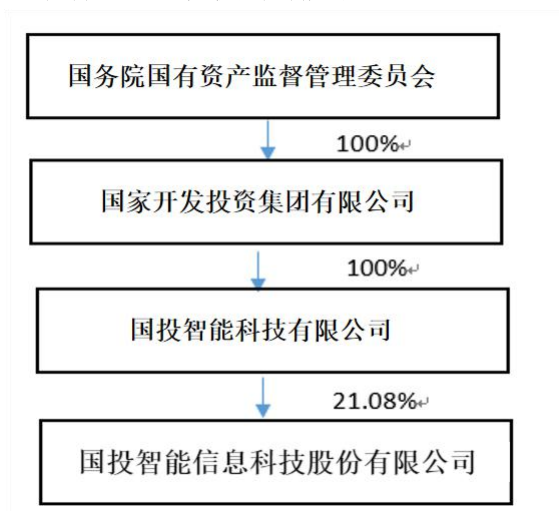 国务院国有资产监督管理委员会
100%↵
国家开发投资集团有限公司
100%↵
国投智能科技有限公司
21.08%↵
国投智能信息科技股份有限公司